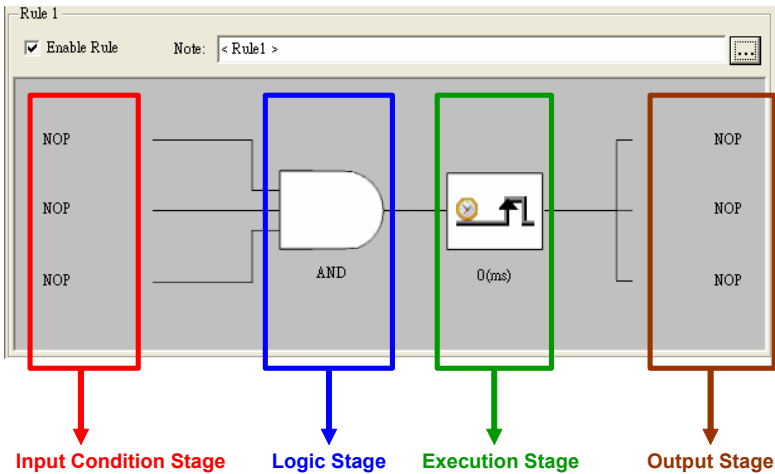 Rule 1
Enable Rule Note: < Rule1 > ...
NOP NOP
NOP NOP
AND 0(ms)
NOP NOP
Input Condition Stage Logic Stage Execution Stage Output Stage